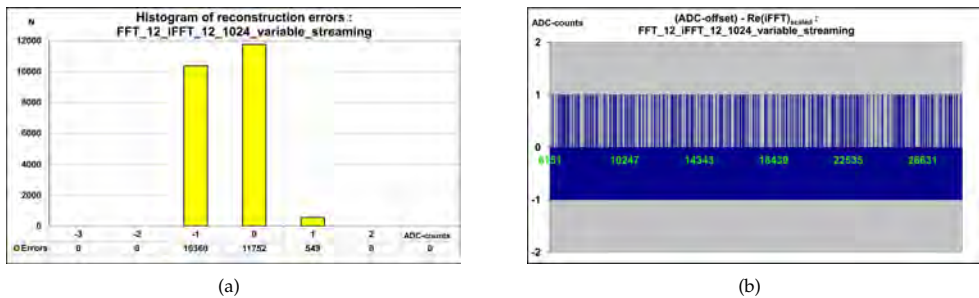 N
Histogram of reconstruction errors :
FFT_12_iFFT_12_1024_variable_streaming
12000
10000
8000
6000
4000
2000
0
-3 -2 -1 0 1 2 ADC-counts
Errors 0 0 10360 11752 549 0 0
(a)
ADC-counts
(ADC-offset) - Re(iFFT)scaled :
FFT_12_iFFT_12_1024_variable_streaming
2
1
0
6151 10247 14343 18439 22535 26631
-1
-2
(b)